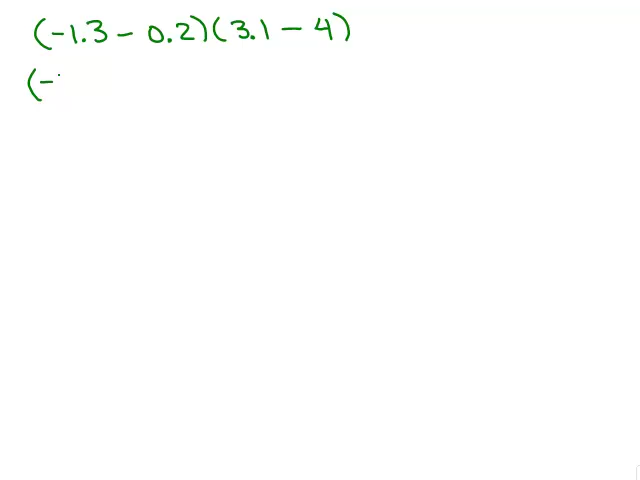 (-1.3 - 0.2)(3.1 - 4)
(-